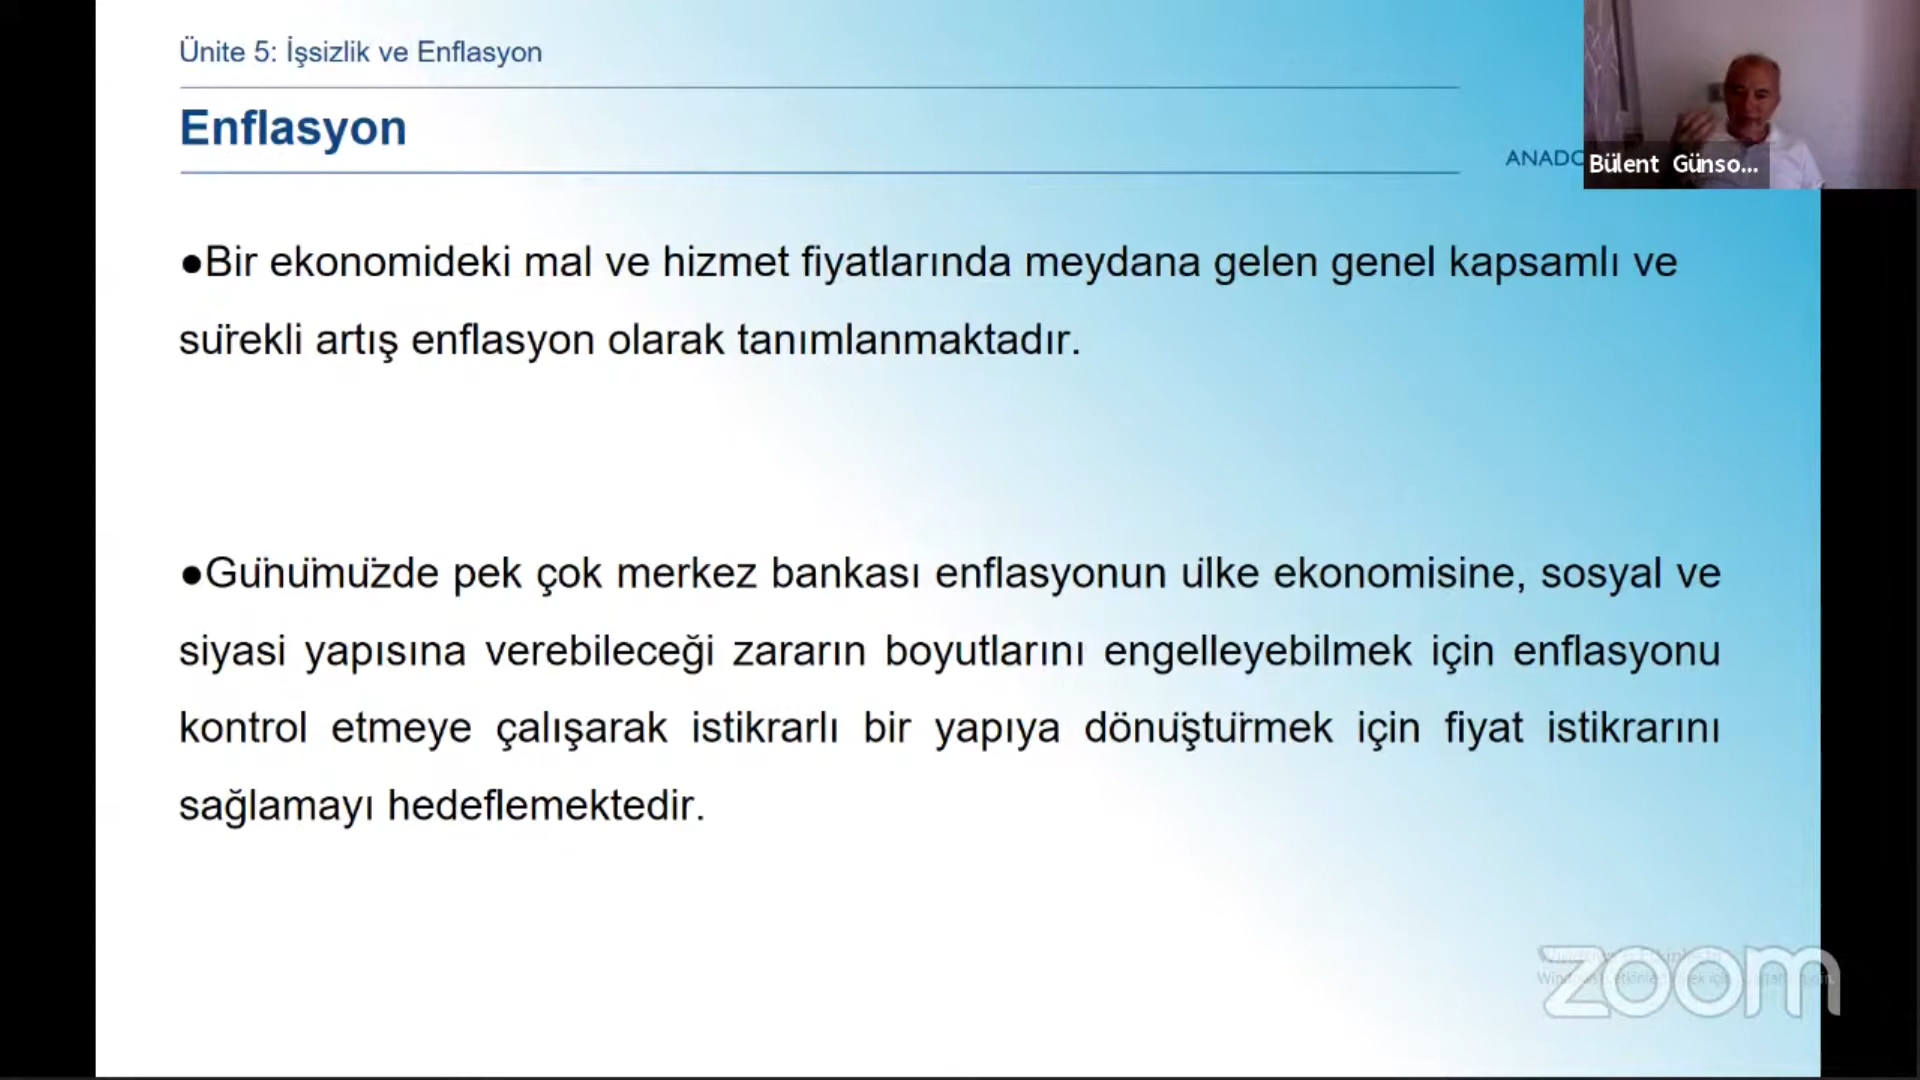 Ünite 5: İşsizlik ve Enflasyon
Enflasyon
ANADO
Bülent Günso...
●Bir ekonomideki mal ve hizmet fiyatlarında meydana gelen genel kapsamlı ve
sürekli artış enflasyon olarak tanımlanmaktadır.
●Günümüzde pek çok merkez bankası enflasyonun ülke ekonomisine, sosyal ve
siyasi yapısına verebileceği zararın boyutlarını engelleyebilmek için enflasyonu
kontrol etmeye çalışarak istikrarlı bir yapıya dönüştürmek için fiyat istikrarını
sağlamayı hedeflemektedir.
zoom